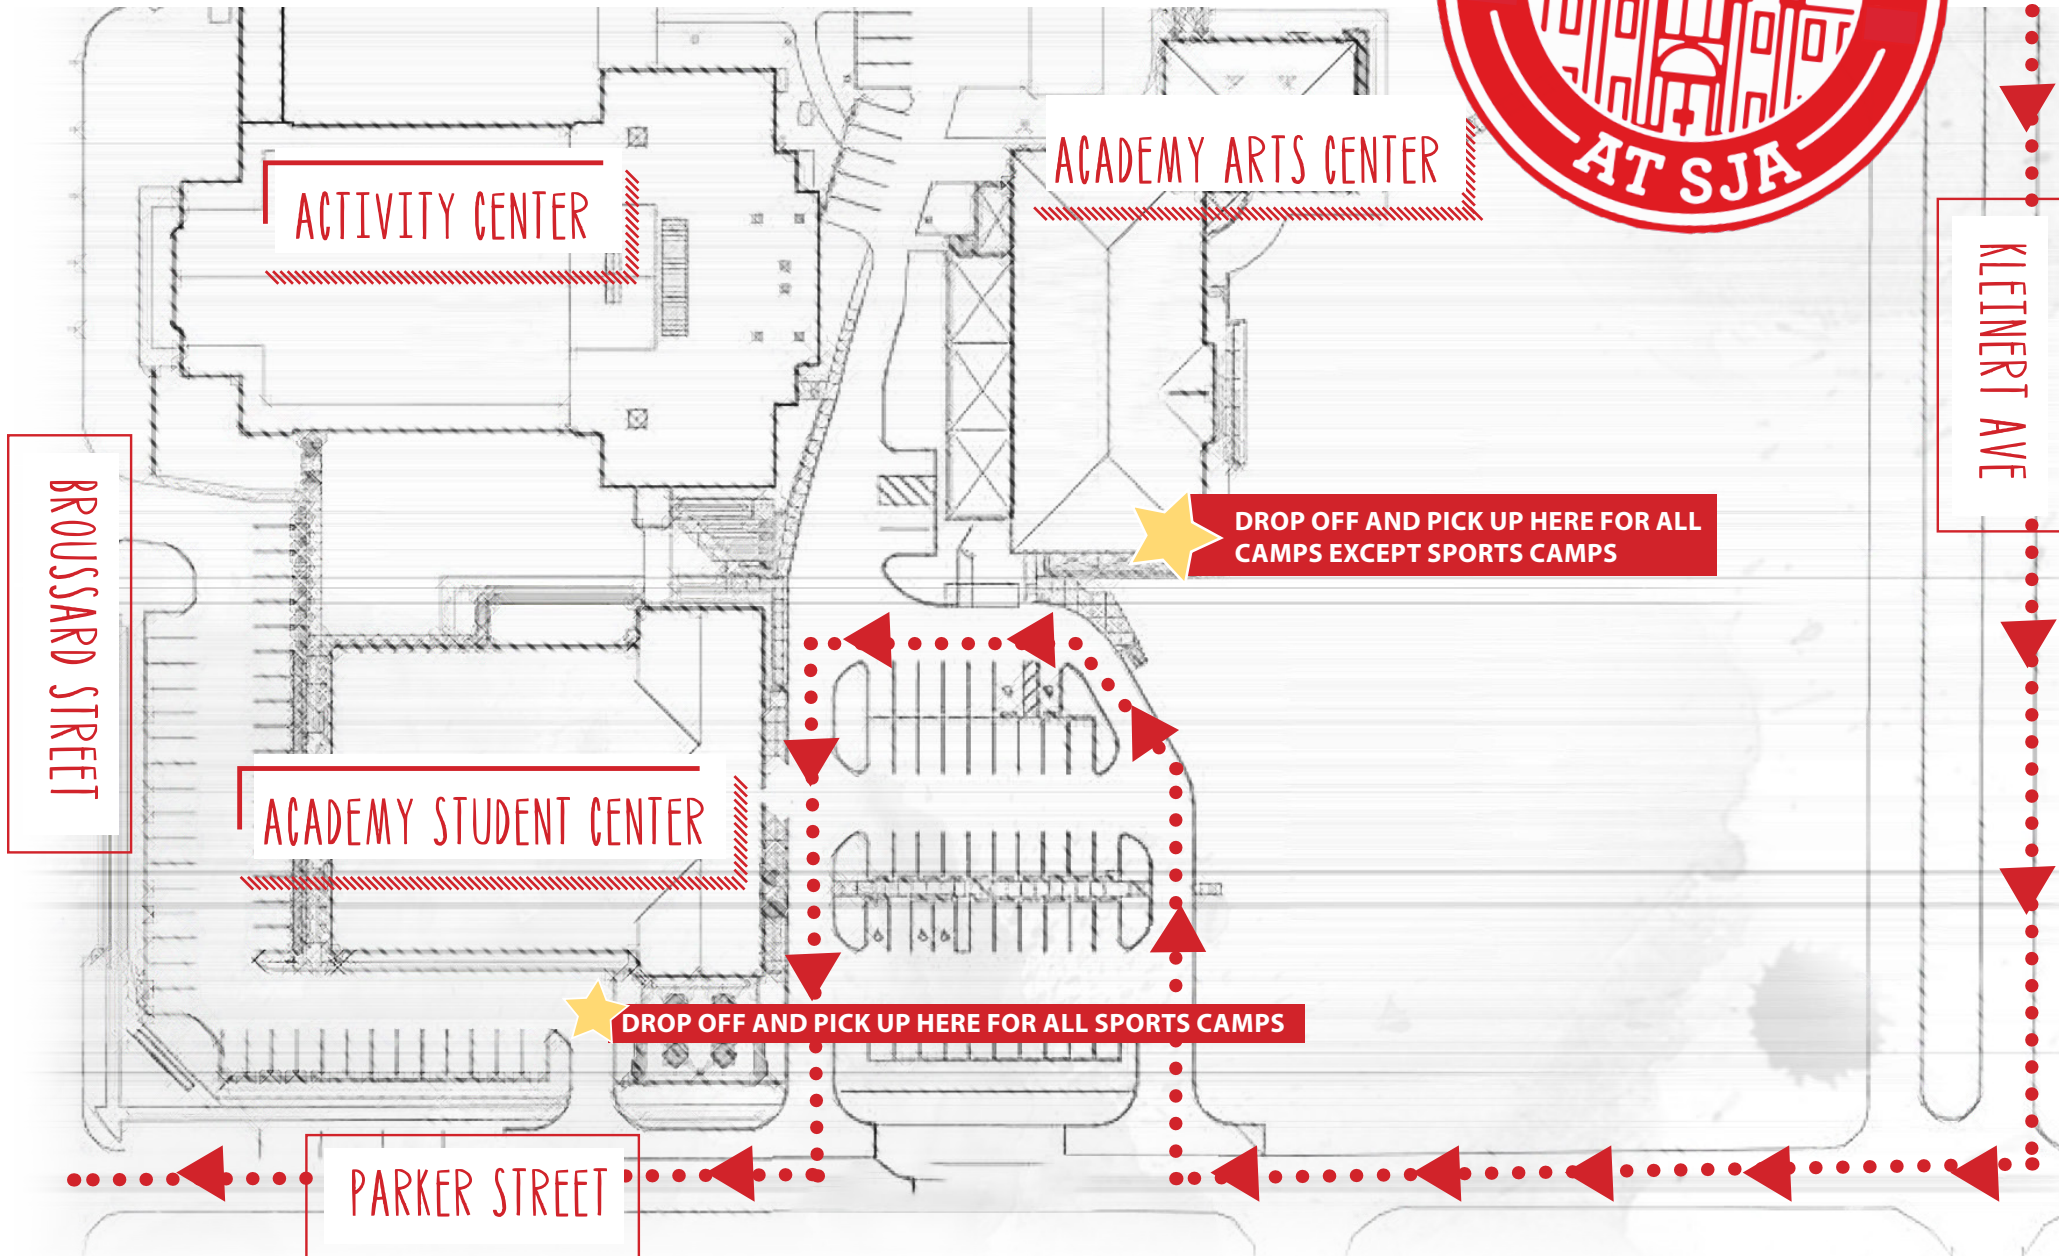 AT SJA
ACADEMY ARTS CENTER
ACTIVITY CENTER
KLEINERT AVE
BROUSSARD STREET
DROP OFF AND PICK UP HERE FOR ALL
CAMPS EXCEPT SPORTS CAMPS
ACADEMY STUDENT CENTER
DROP OFF AND PICK UP HERE FOR ALL SPORTS CAMPS
PARKER STREET